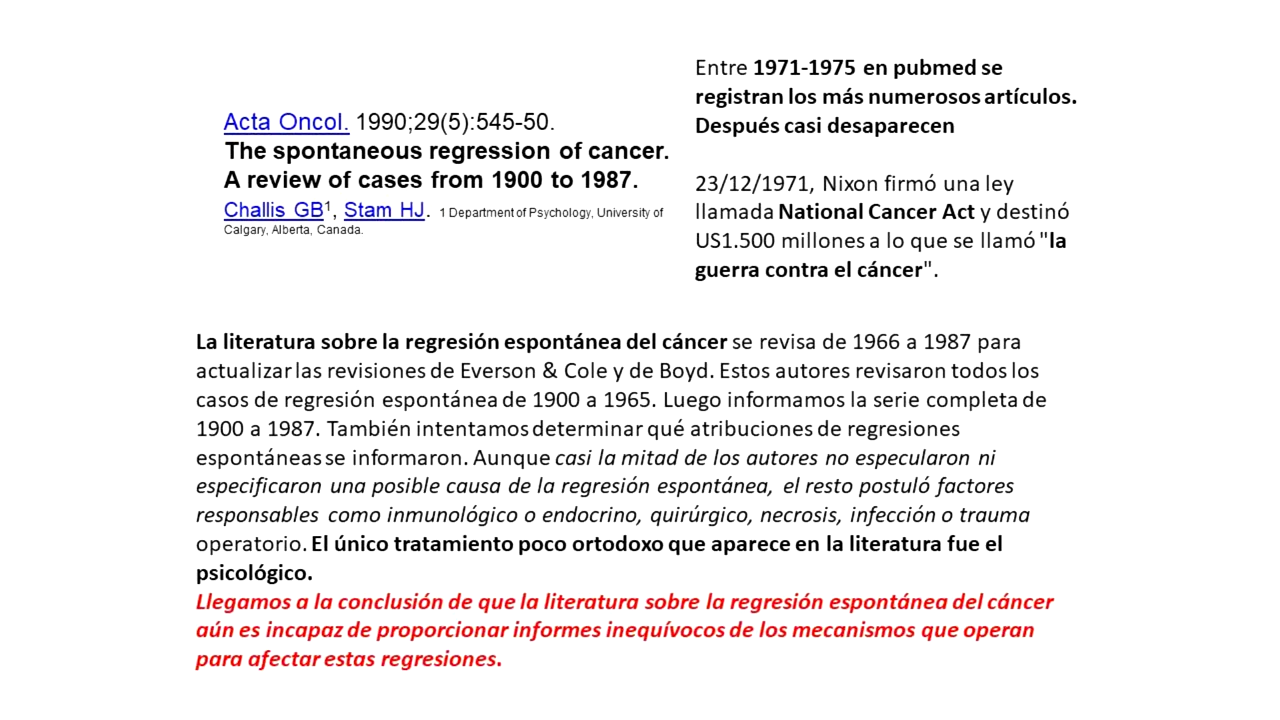 Acta Oncol. 1990;29(5):545-50.
The spontaneous regression of cancer.
A review of cases from 1900 to 1987.
Challis GB1, Stam HJ. 1 Department of Psychology, University of
Calgary, Alberta, Canada.
Entre 1971-1975 en pubmed se
registran los más numerosos artículos.
Después casi desaparecen
23/12/1971, Nixon firmó una ley
llamada National Cancer Act y destinó
US1.500 millones a lo que se llamó "la
guerra contra el cáncer".
La literatura sobre la regresión espontánea del cáncer se revisa de 1966 a 1987 para
actualizar las revisiones de Everson & Cole y de Boyd. Estos autores revisaron todos los
casos de regresión espontánea de 1900 a 1965. Luego informamos la serie completa de
1900 a 1987. También intentamos determinar qué atribuciones de regresiones
espontáneas se informaron. Aunque casi la mitad de los autores no especularon ni
especificaron una posible causa de la regresión espontánea, el resto postuló factores
responsables como inmunológico o endocrino, quirúrgico, necrosis, infección o trauma
operatorio. El único tratamiento poco ortodoxo que aparece en la literatura fue el
psicológico.
Llegamos a la conclusión de que la literatura sobre la regresión espontánea del cáncer
aún es incapaz de proporcionar informes inequívocos de los mecanismos que operan
para afectar estas regresiones.